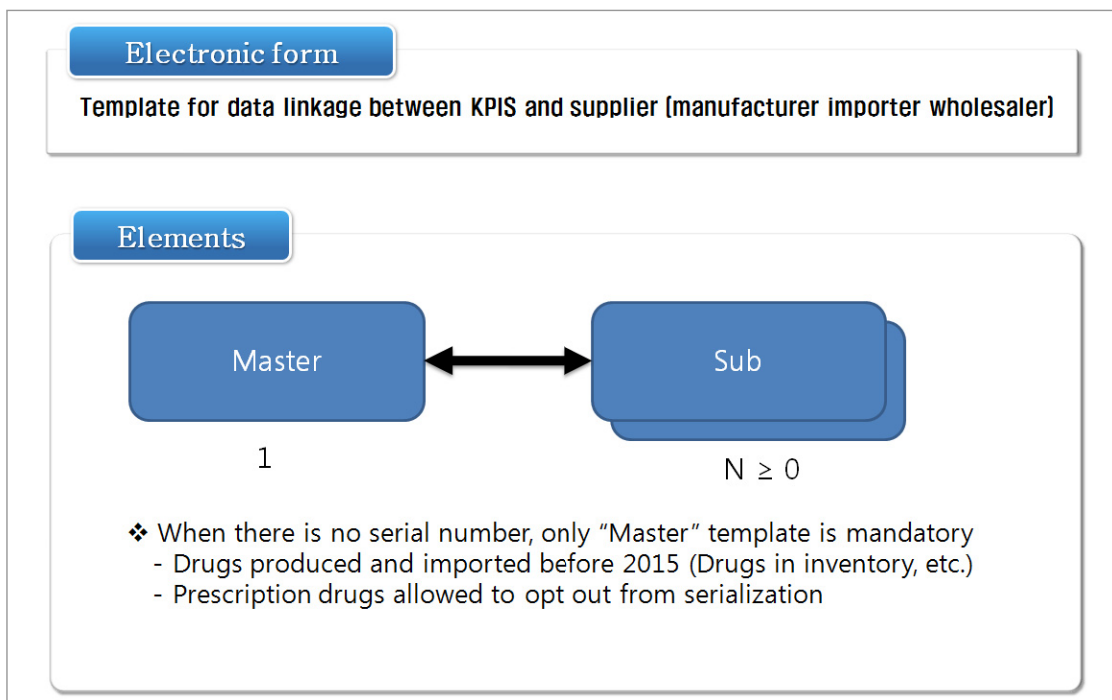 Electronic form
Template for data linkage between KPIS and supplier (manufacturer importer wholesaler)
Elements
Master
Sub
1
N ≥ 0
❖ When there is no serial number, only “Master” template is mandatory
- Drugs produced and imported before 2015 (Drugs in inventory, etc.)
- Prescription drugs allowed to opt out from serialization